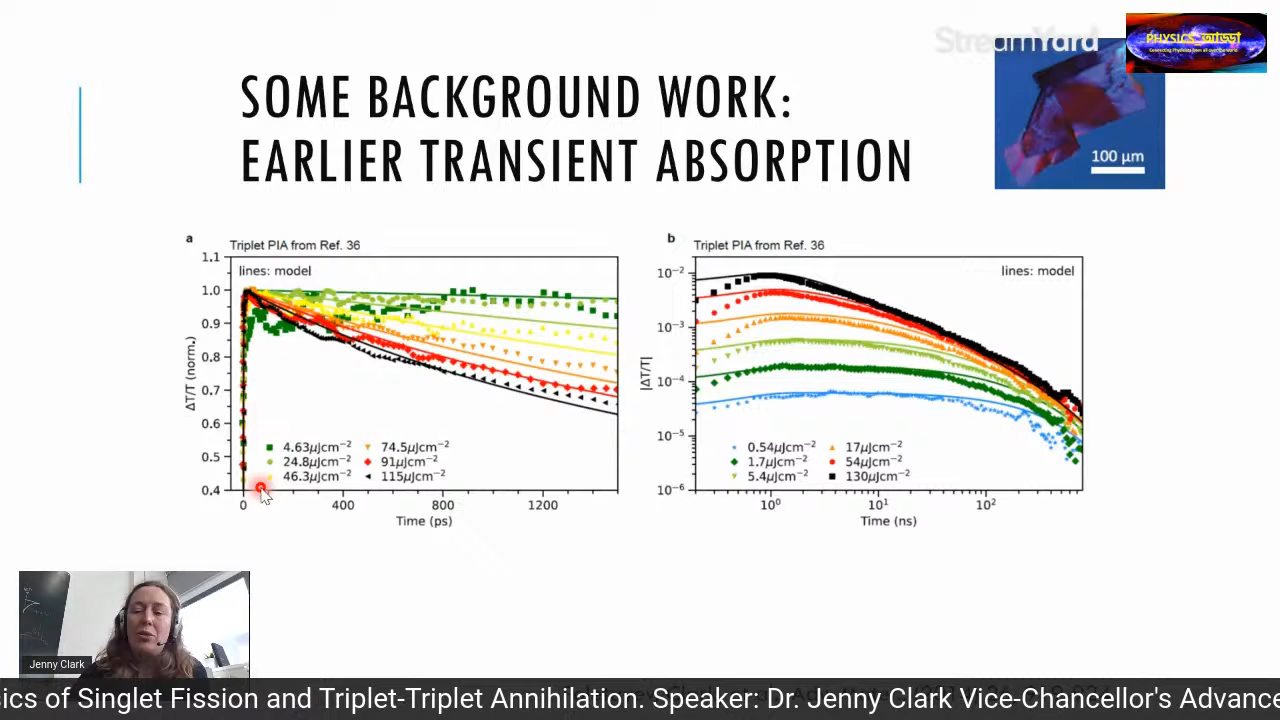 StreamYard
PHYSICS_আড্ডা
SOME BACKGROUND WORK:
EARLIER TRANSIENT ABSORPTION
100 µm
a
Triplet PIA from Ref. 36
lines: model
ΔT/T (norm.)
1.1
1.0
0.9
0.8
0.7
0.6
0.5
0.4
4.63µJcm⁻²
24.8µJcm⁻²
46.3µJcm⁻²
74.5µJcm⁻²
91µJcm⁻²
115µJcm⁻²
0 400 800 1200
Time (ps)
b
Triplet PIA from Ref. 36
lines: model
|ΔT/T|
10⁻²
10⁻³
10⁻⁴
10⁻⁵
10⁻⁶
0.54µJcm⁻²
1.7µJcm⁻²
5.4µJcm⁻²
17µJcm⁻²
54µJcm⁻²
130µJcm⁻²
10⁰ 10¹ 10²
Time (ns)
Jenny Clark
sics of Singlet Fission and Triplet-Triplet Annihilation. Speaker: Dr. Jenny Clark Vice-Chancellor's Advance